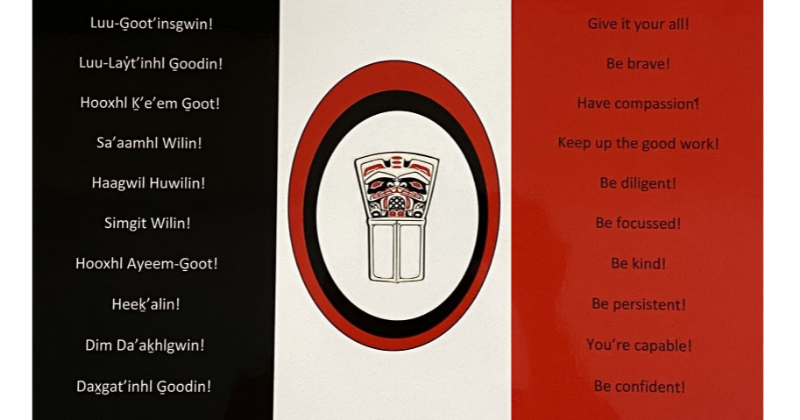 Luu-G̲oot’insgwin!
Luu-Lay̓t’inhl G̲oodin!
Hooxhl K̲’e’em G̲oot!
Sa’aamhl Wilin!
Haagwil Huwilin!
Simgit Wilin!
Hooxhl Ayeem-G̲oot!
Heek̲’alin!
Dim Da’ak̲hlgwin!
Dax̲gat’inhl G̲oodin!
Give it your all!
Be brave!
Have compassion!
Keep up the good work!
Be diligent!
Be focussed!
Be kind!
Be persistent!
You’re capable!
Be confident!